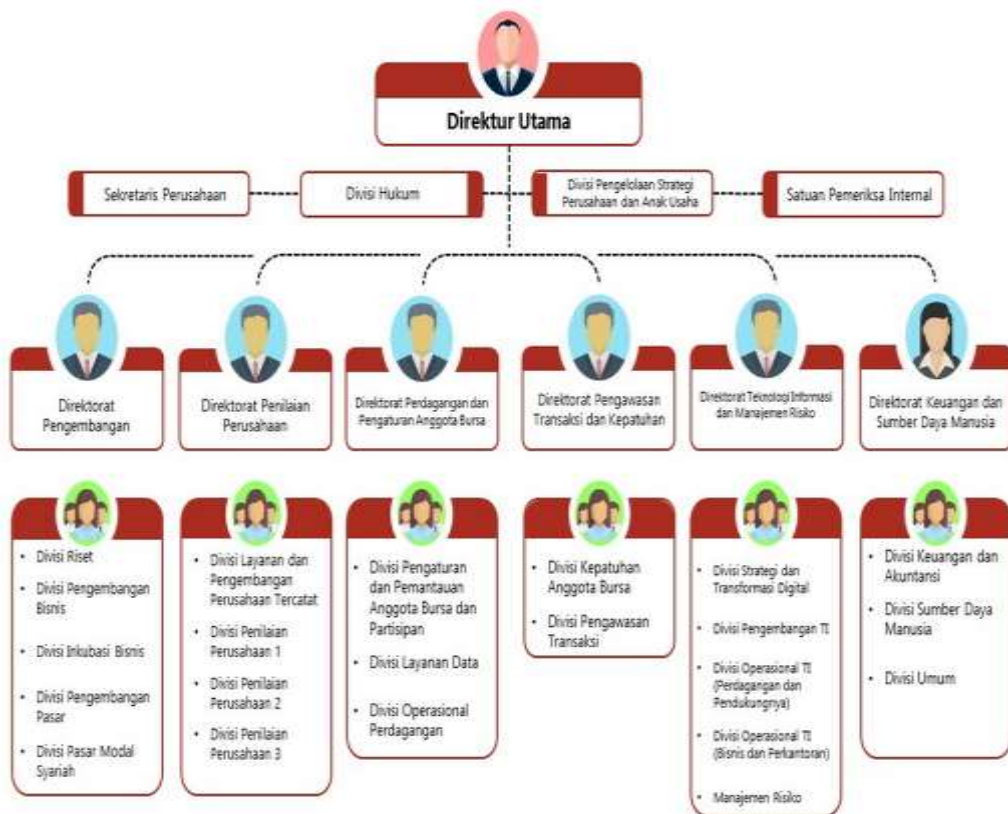 Direktur Utama
Sekretaris Perusahaan
Divisi Hukum
Divisi Pengelolaan Strategi
Perusahaan dan Anak Usaha
Satuan Pemeriksa Internal
Direktorat
Pengembangan
Direktorat Penilaian
Perusahaan
Direktorat Perdagangan dan
Pengaturan Anggota Bursa
Direktorat Pengawasan
Transaksi dan Kepatuhan
Direktorat Teknologi Informasi
dan Manajemen Risiko
Direktorat Keuangan dan
Sumber Daya Manusia
• Divisi Riset
• Divisi Pengembangan
Bisnis
• Divisi Inkubasi Bisnis
• Divisi Pengembangan
Pasar
• Divisi Pasar Modal
Syariah
• Divisi Layanan dan
Pengembangan
Perusahaan Tercatat
• Divisi Penilaian
Perusahaan 1
• Divisi Penilaian
Perusahaan 2
• Divisi Penilaian
Perusahaan 3
• Divisi Pengaturan
dan Pemantauan
Anggota Bursa dan
Partisipan
• Divisi Layanan Data
• Divisi Operasional
Perdagangan
• Divisi Kepatuhan
Anggota Bursa
• Divisi Pengawasan
Transaksi
• Divisi Strategi dan
Transformasi Digital
• Divisi Pengembangan TI
• Divisi Operasional TI
(Perdagangan dan
Pendukungnya)
• Divisi Operasional TI
(Bisnis dan Perkantoran)
• Manajemen Risiko
• Divisi Keuangan dan
Akuntansi
• Divisi Sumber Daya
Manusia
• Divisi Umum